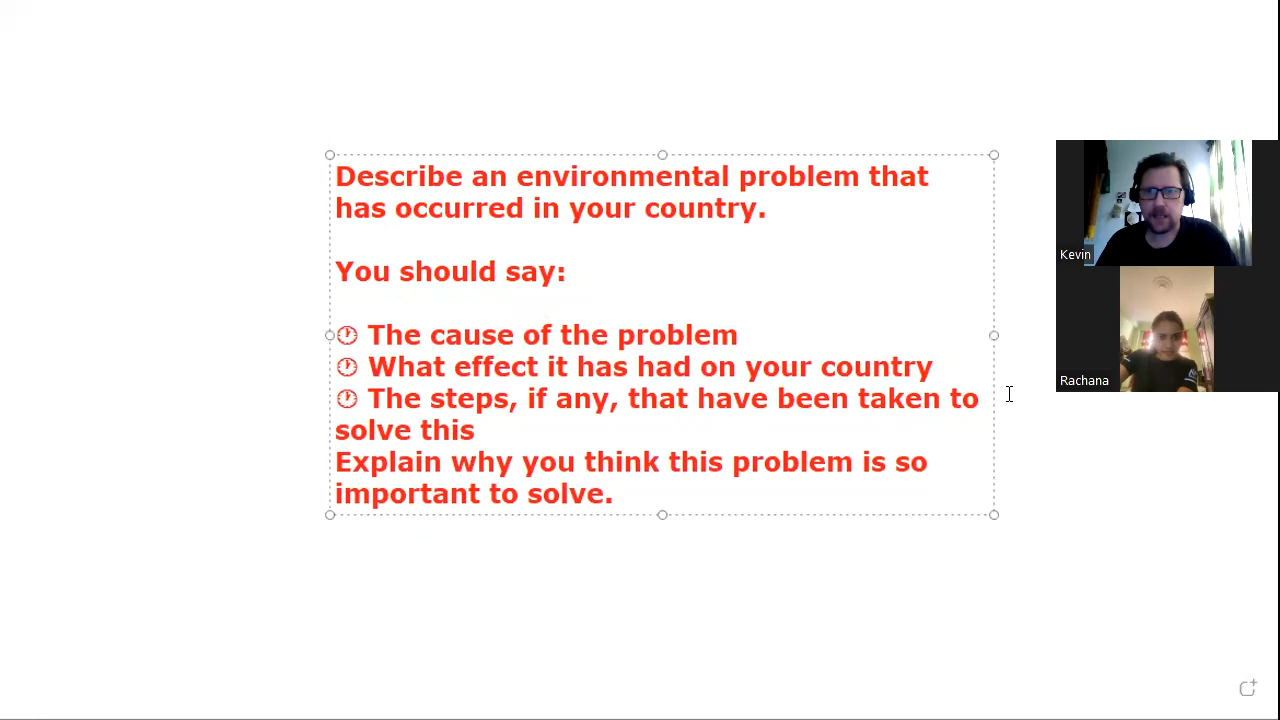 Describe an environmental problem that
has occurred in your country.
You should say:
The cause of the problem
What effect it has had on your country
The steps, if any, that have been taken to
solve this
Explain why you think this problem is so
important to solve.
Kevin
Rachana